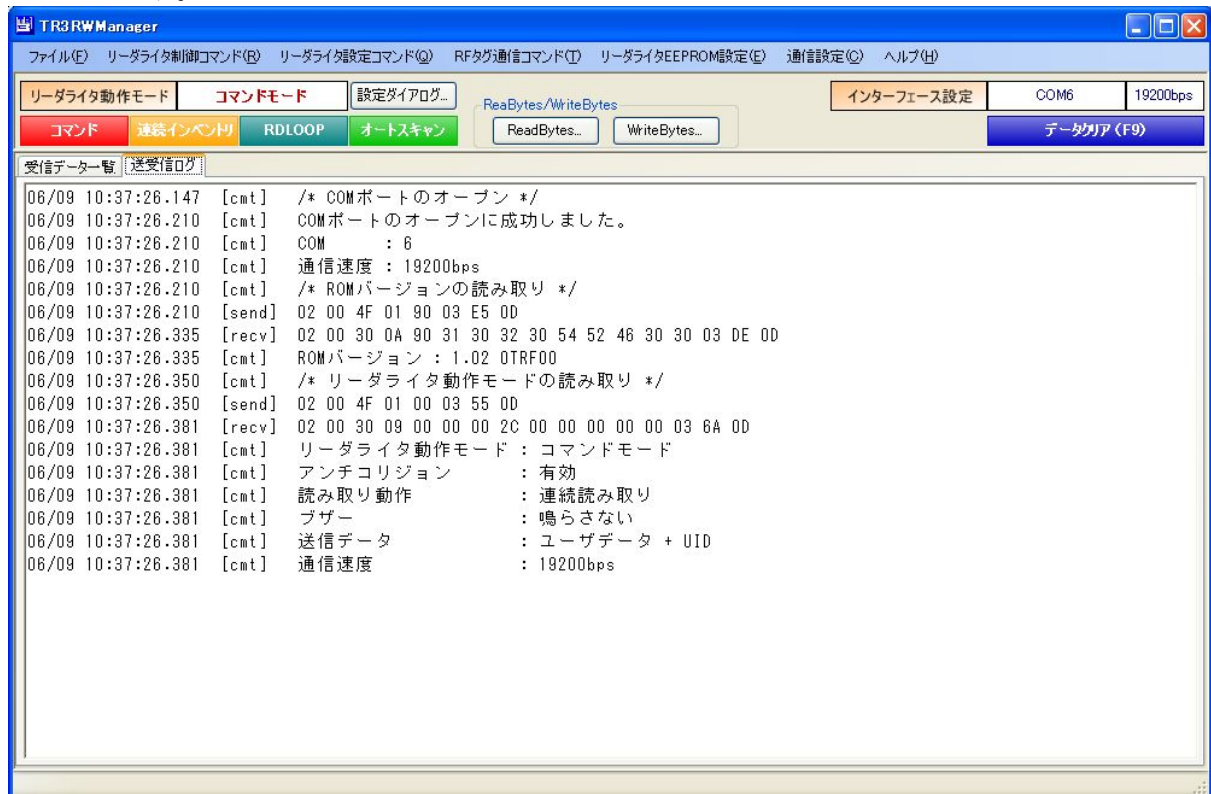 TR3RWManager
ファイル(F) リーダライタ制御コマンド(R) リーダライタ設定コマンド(Q) RFタグ通信コマンド(T) リーダライタEEPROM設定(E) 通信設定(C) ヘルプ(H)
リーダライタ動作モード コマンドモード 設定ダイアログ... ReaBytes/WriteBytes インターフェース設定 COM6 19200bps
コマンド 連続インベントリ RDLOOP オートスキャン ReadBytes... WriteBytes... データクリア(F9)
受信データ一覧 送受信ログ
06/09 10:37:26.147 [cmt] /* COMポートのオープン */
06/09 10:37:26.210 [cmt] COMポートのオープンに成功しました。
06/09 10:37:26.210 [cmt] COM : 6
06/09 10:37:26.210 [cmt] 通信速度 : 19200bps
06/09 10:37:26.210 [cmt] /* ROMバージョンの読み取り */
06/09 10:37:26.210 [send] 02 00 4F 01 90 03 E5 0D
06/09 10:37:26.335 [recv] 02 00 30 0A 90 31 30 32 30 54 52 46 30 30 03 DE 0D
06/09 10:37:26.335 [cmt] ROMバージョン : 1.02 0TRF00
06/09 10:37:26.350 [cmt] /* リーダライタ動作モードの読み取り */
06/09 10:37:26.350 [send] 02 00 4F 01 00 03 55 0D
06/09 10:37:26.381 [recv] 02 00 30 09 00 00 00 2C 00 00 00 00 00 03 6A 0D
06/09 10:37:26.381 [cmt] リーダライタ動作モード : コマンドモード
06/09 10:37:26.381 [cmt] アンチコリジョン : 有効
06/09 10:37:26.381 [cmt] 読み取り動作 : 連続読み取り
06/09 10:37:26.381 [cmt] ブザー : 鳴らさない
06/09 10:37:26.381 [cmt] 送信データ : ユーザデータ + UID
06/09 10:37:26.381 [cmt] 通信速度 : 19200bps